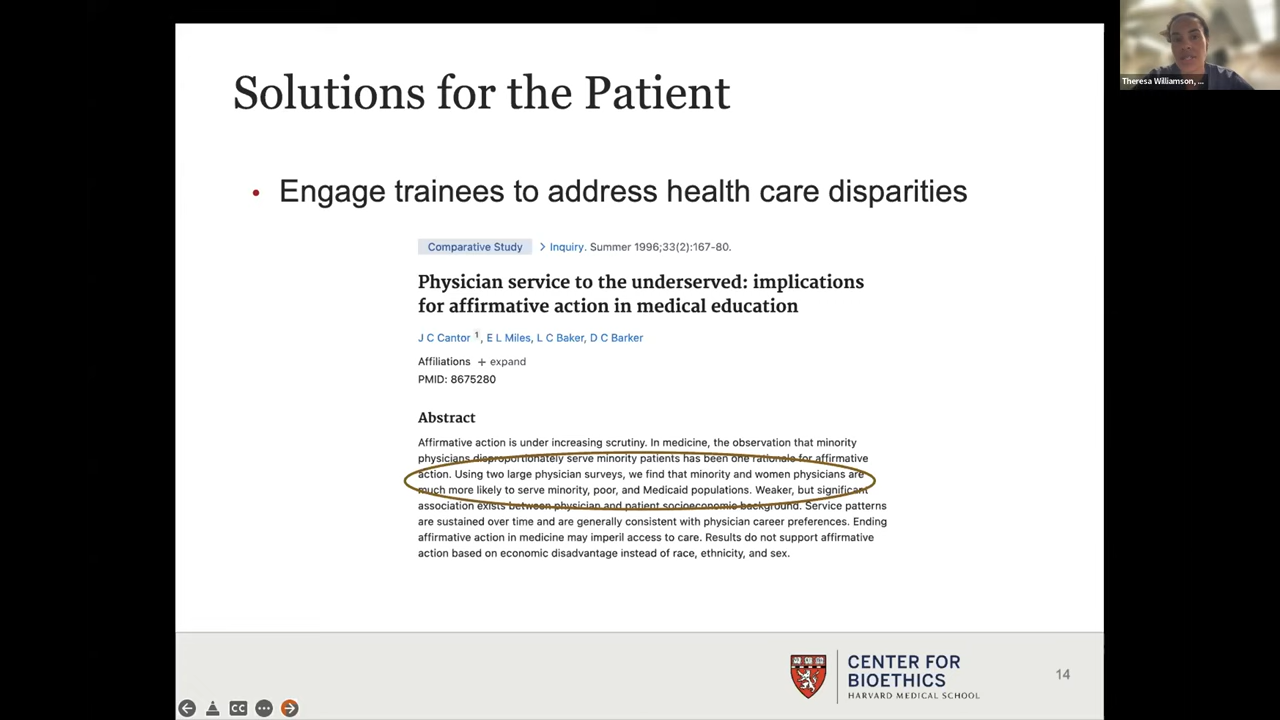 Theresa Williamson, ...
Solutions for the Patient
• Engage trainees to address health care disparities
Comparative Study > Inquiry. Summer 1996;33(2):167-80.
Physician service to the underserved: implications
for affirmative action in medical education
J C Cantor 1, E L Miles, L C Baker, D C Barker
Affiliations + expand
PMID: 8675280
Abstract
Affirmative action is under increasing scrutiny. In medicine, the observation that minority
physicians disproportionately serve minority patients has been one rationale for affirmative
action. Using two large physician surveys, we find that minority and women physicians are
much more likely to serve minority, poor, and Medicaid populations. Weaker, but significant
association exists between physician and patient socioeconomic background. Service patterns
are sustained over time and are generally consistent with physician career preferences. Ending
affirmative action in medicine may imperil access to care. Results do not support affirmative
action based on economic disadvantage instead of race, ethnicity, and sex.
CENTER FOR
BIOETHICS
HARVARD MEDICAL SCHOOL
14
CC